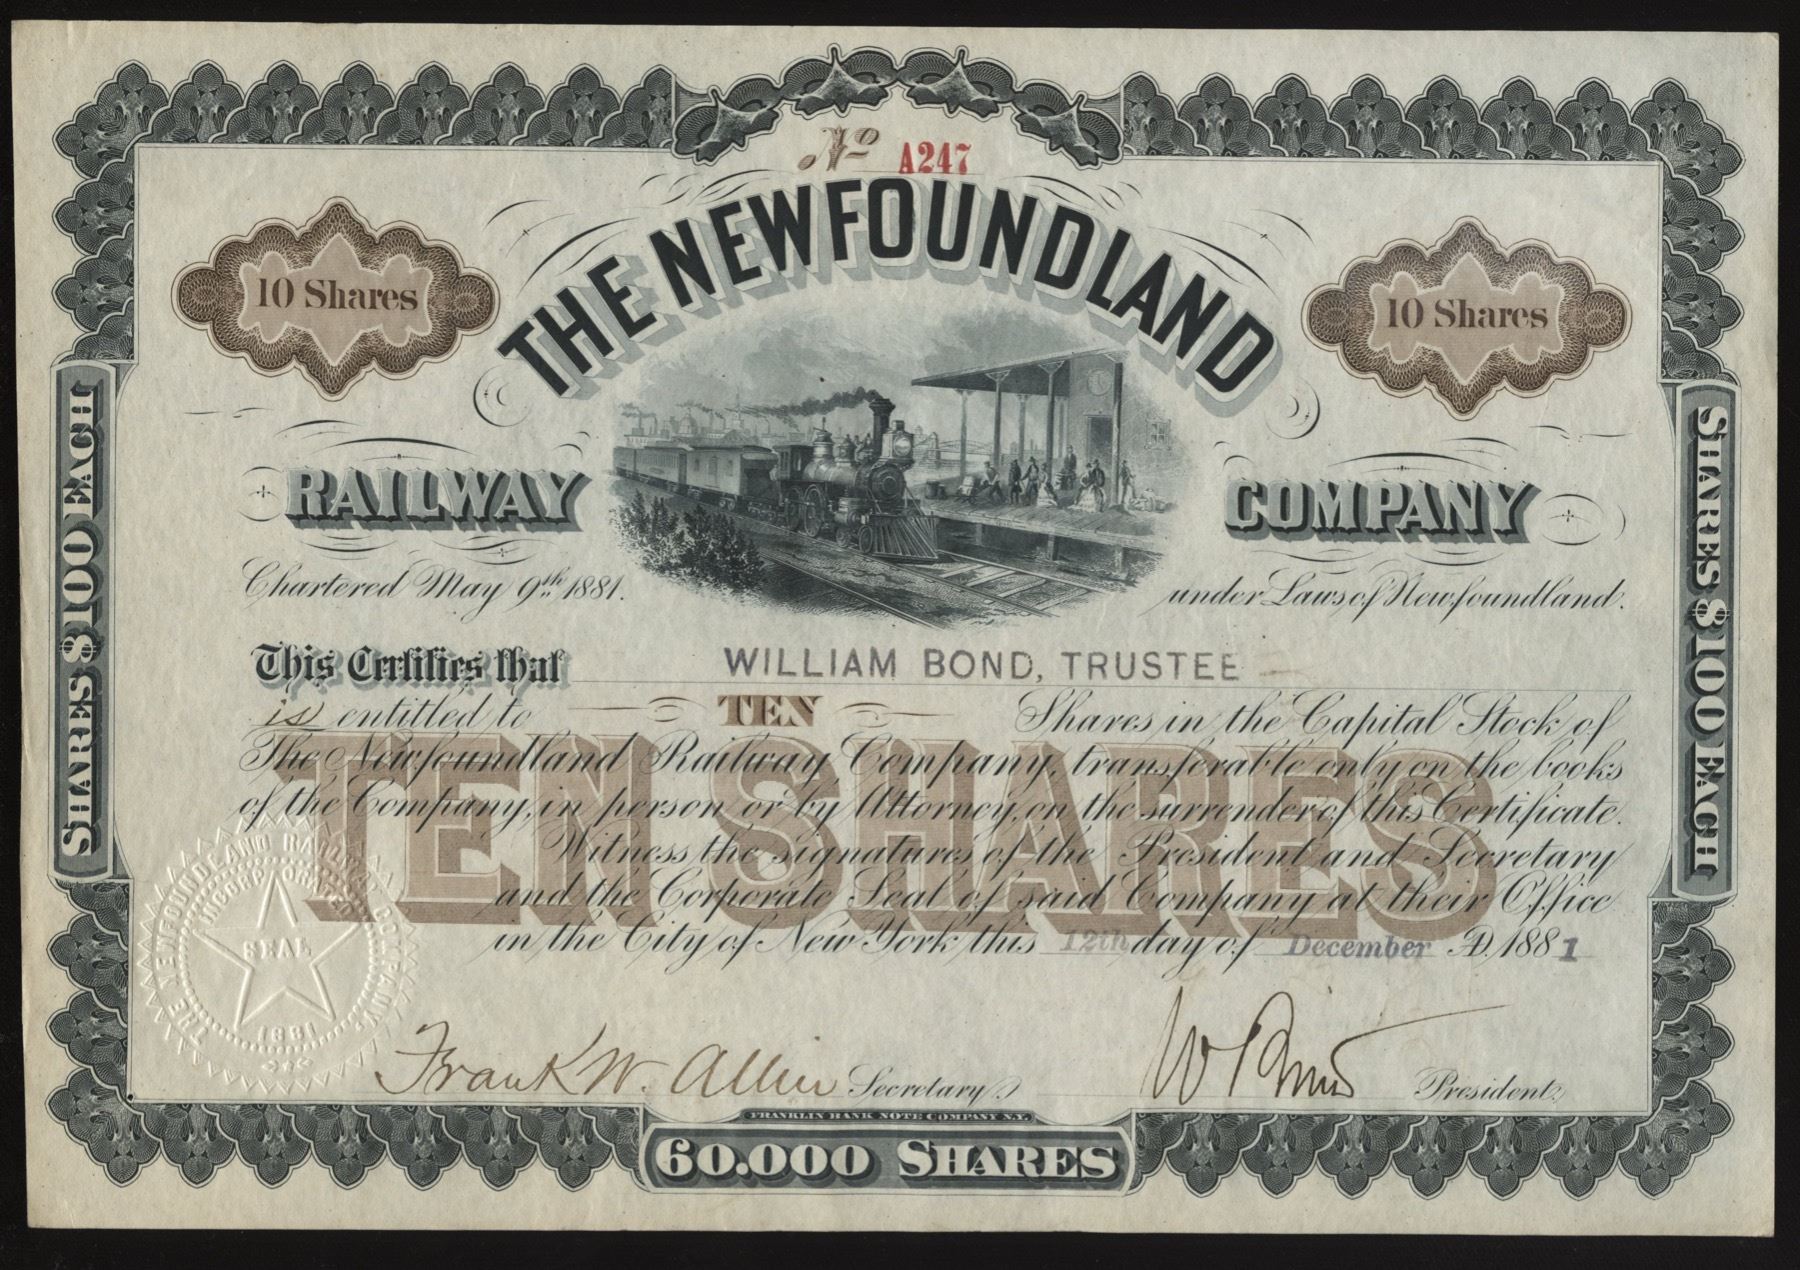 No A247
THE NEWFOUNDLAND
10 Shares
10 Shares
RAILWAY COMPANY
Chartered May 9th 1881. under Laws of Newfoundland.
This Certifies that WILLIAM BOND, TRUSTEE
is entitled to TEN Shares in the Capital Stock of
The Newfoundland Railway Company, transferable only on the books
of the Company, in person or by Attorney, on the surrender of this Certificate.
Witness the signatures of the President and Secretary
and the Corporate Seal of said Company at their Office
in the City of New York this 12th day of December A.D. 1881
TEN SHARES
THE NEWFOUNDLAND RAILWAY COMPANY
INCORPORATED
SEAL
1881
Frank W. Allin Secretary
President
FRANKLIN BANK NOTE COMPANY N.Y.
60.000 SHARES
SHARES $100 EACH
SHARES $100 EACH